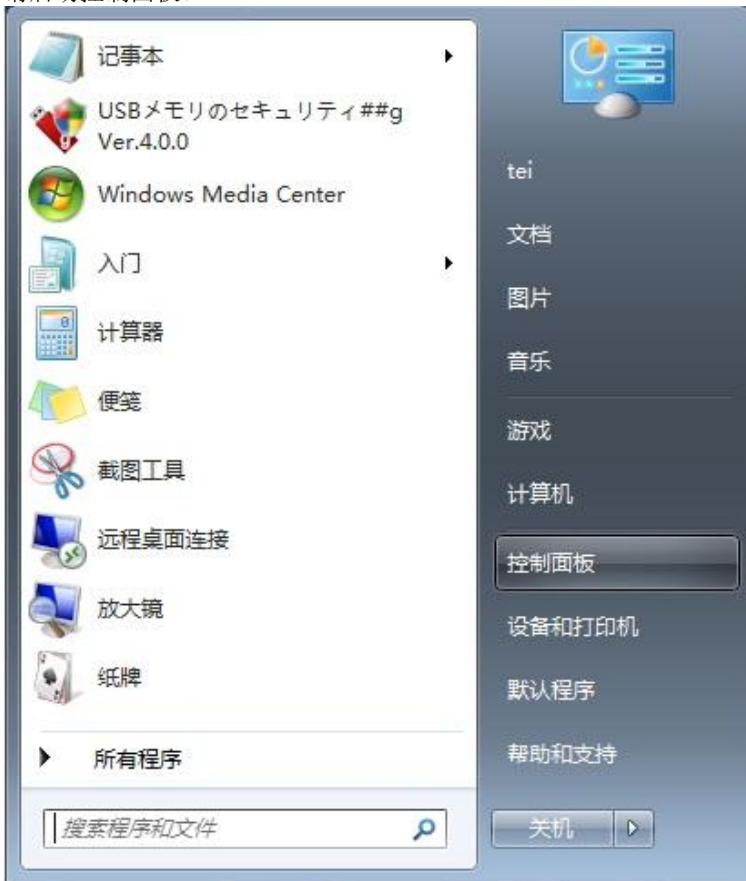 记事本
USBメモリのセキュリティ##g
Ver.4.0.0
Windows Media Center
入门
计算器
便笺
截图工具
远程桌面连接
放大镜
纸牌
所有程序
搜索程序和文件
tei
文档
图片
音乐
游戏
计算机
控制面板
设备和打印机
默认程序
帮助和支持
关机